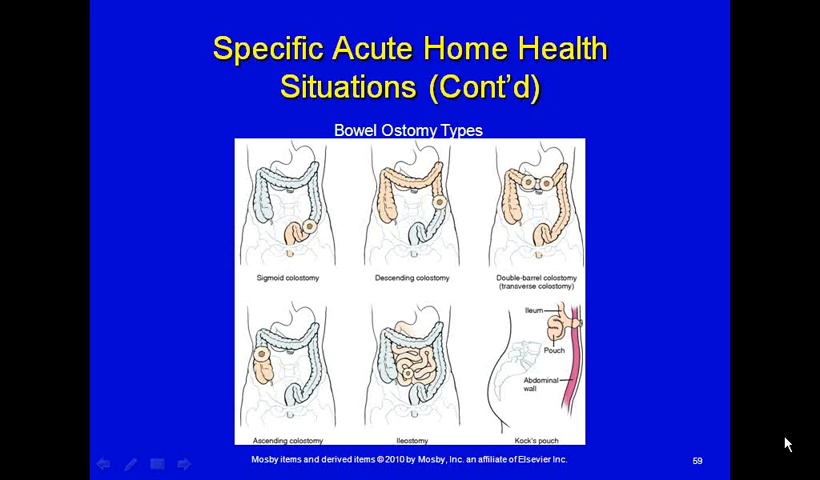 Specific Acute Home Health
Situations (Cont'd)
Bowel Ostomy Types
Sigmoid colostomy
Descending colostomy
Double-barrel colostomy
(transverse colostomy)
Ileum
Pouch
Abdominal
wall
Ascending colostomy
Ileostomy
Kock's pouch
Mosby items and derived items © 2010 by Mosby, Inc. an affiliate of Elsevier Inc.
59